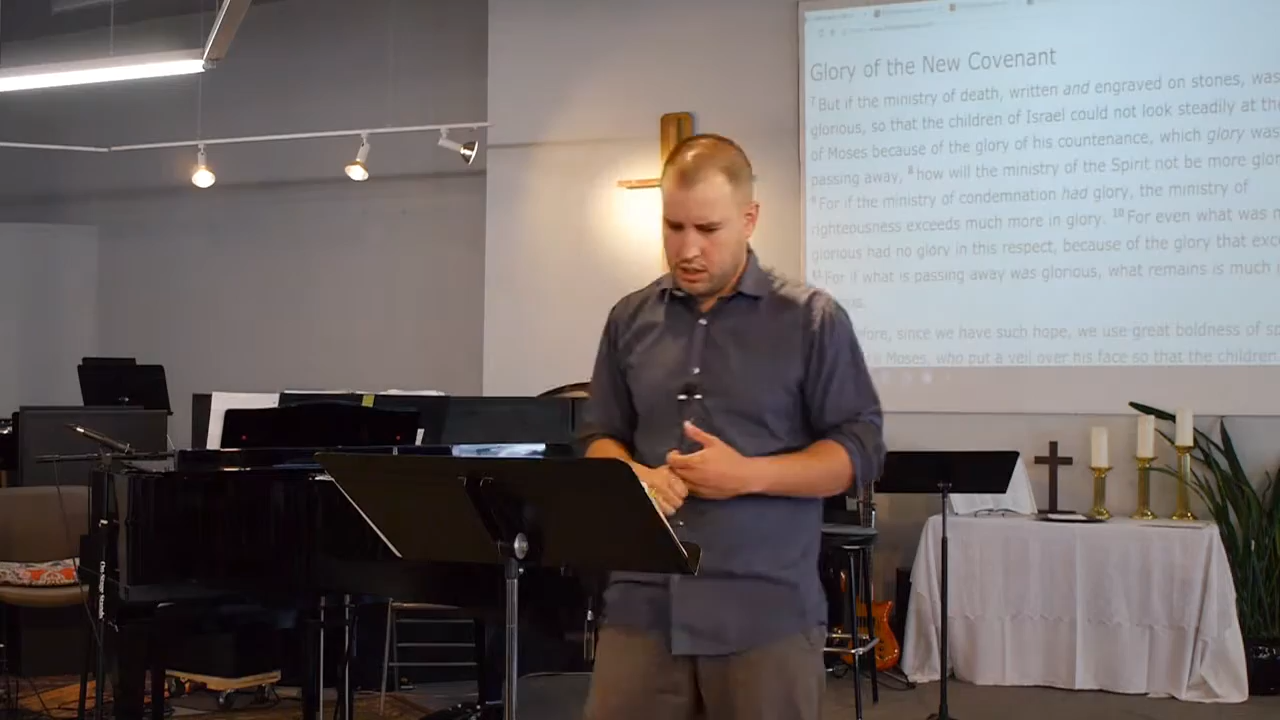 Glory of the New Covenant
7 But if the ministry of death, written and engraved on stones, was
glorious, so that the children of Israel could not look steadily at the
of Moses because of the glory of his countenance, which glory was
passing away, 8 how will the ministry of the Spirit not be more
9 For if the ministry of condemnation had glory, the ministry of
righteousness exceeds much more in glory. 10 For even what was
glorious had no glory in this respect, because of the glory that
11 For if what is passing away was glorious, what remains is much
since we have such hope, we use great boldness of
Moses, who put a veil over his face so that the children